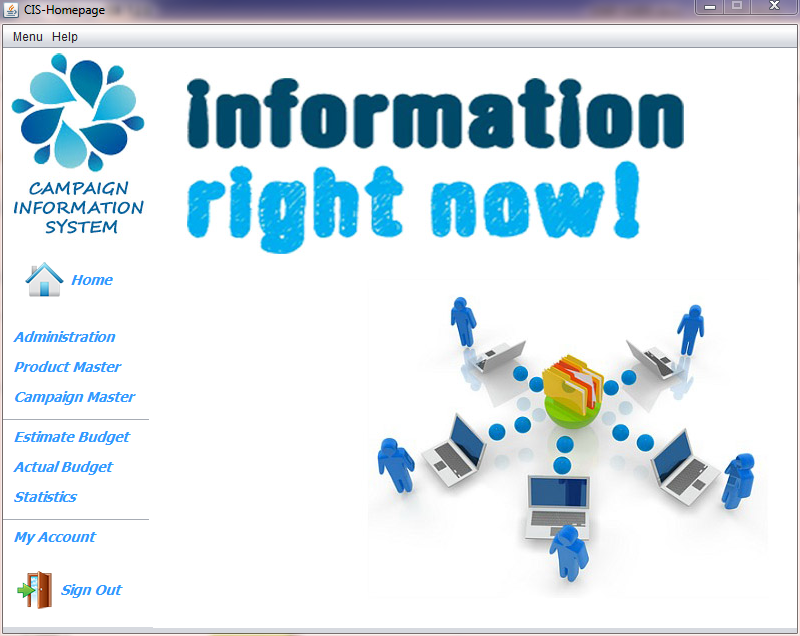 CIS-Homepage
Menu Help
CAMPAIGN
INFORMATION
SYSTEM
information
right now!
Home
Administration
Product Master
Campaign Master
Estimate Budget
Actual Budget
Statistics
My Account
Sign Out